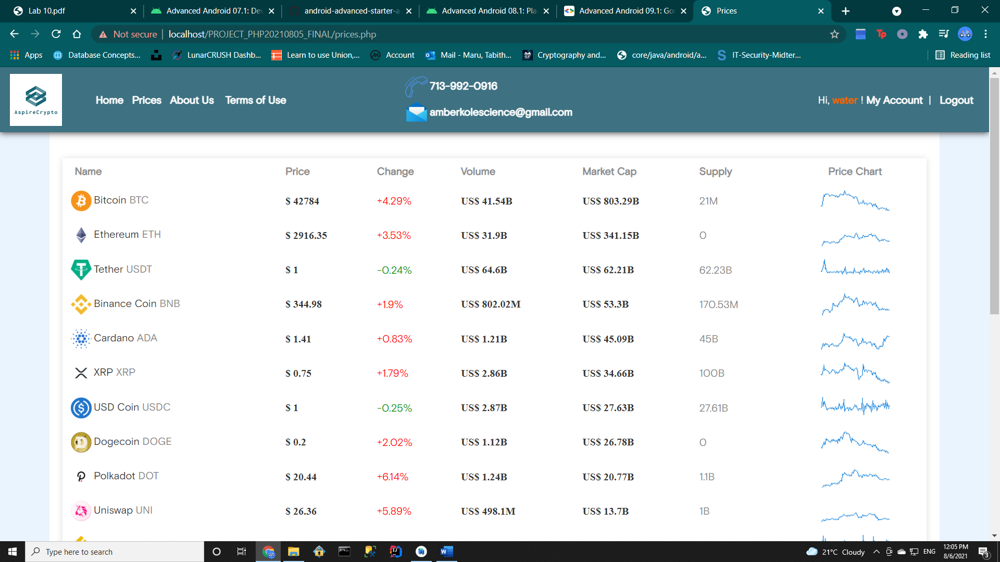 Lab 10.pdf
Advanced Android 07.1: Dev
android-advanced-starter-a
Advanced Android 08.1: Pla
Advanced Android 09.1: Goo
Prices
Not secure | localhost/PROJECT_PHP20210805_FINAL/prices.php
Apps
Database Concepts...
LunarCRUSH Dashb...
Learn to use Union,...
Account
Mail - Maru, Tabith...
Cryptography and...
core/java/android/a...
IT-Security-Midter...
Reading list
AspireCrypto
Home Prices About Us Terms of Use
713-992-0916
amberkolescience@gmail.com
Hi, water ! My Account | Logout
Name Price Change Volume Market Cap Supply Price Chart
Bitcoin BTC $ 42784 +4.29% US$ 41.54B US$ 803.29B 21M
Ethereum ETH $ 2916.35 +3.53% US$ 31.9B US$ 341.15B 0
Tether USDT $ 1 -0.24% US$ 64.6B US$ 62.21B 62.23B
Binance Coin BNB $ 344.98 +1.9% US$ 802.02M US$ 53.3B 170.53M
Cardano ADA $ 1.41 +0.83% US$ 1.21B US$ 45.09B 45B
XRP XRP $ 0.75 +1.79% US$ 2.86B US$ 34.66B 100B
USD Coin USDC $ 1 -0.25% US$ 2.87B US$ 27.63B 27.61B
Dogecoin DOGE $ 0.2 +2.02% US$ 1.12B US$ 26.78B 0
Polkadot DOT $ 20.44 +6.14% US$ 1.24B US$ 20.77B 1.1B
Uniswap UNI $ 26.36 +5.89% US$ 498.1M US$ 13.7B 1B
Type here to search
21°C Cloudy
ENG
12:05 PM
8/6/2021
3